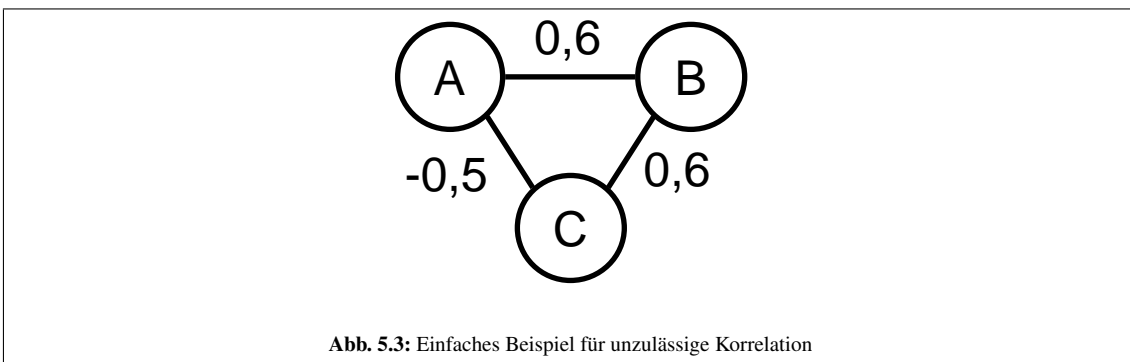 0,6
A
B
-0,5
0,6
C
Abb. 5.3: Einfaches Beispiel für unzulässige Korrelation